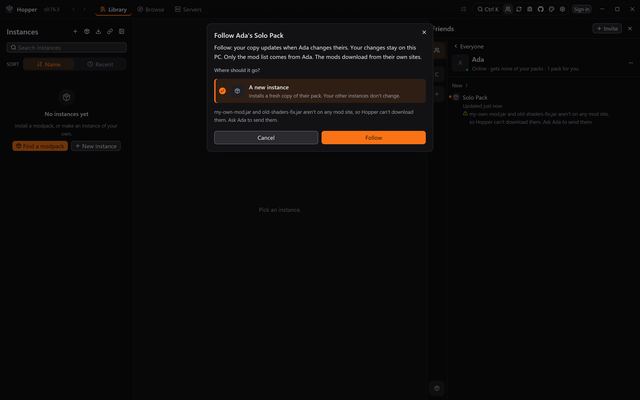 Hopper
v0.76.3
Library
Browse
Servers
Ctrl K
Sign in
Instances
Search instances
SORT
Name
Recent
No instances yet
Install a modpack, or make an instance of your
own.
Find a modpack
New instance
Pick an instance.
Follow Ada's Solo Pack
Follow: your copy updates when Ada changes theirs. Your changes stay on this
PC. Only the mod list comes from Ada. The mods download from their own sites.
Where should it go?
A new instance
Installs a fresh copy of their pack. Your other instances don't change.
my-own-mod.jar and old-shaders-fix.jar aren't on any mod site, so Hopper can't download
them. Ask Ada to send them.
Cancel
Follow
Friends
Invite
C
Everyone
A
Ada
Online · gets none of your packs · 1 pack for you
New 1
Solo Pack
Updated just now
my-own-mod.jar and old-shaders-fix.jar aren't on any mod site,
so Hopper can't download them. Ask Ada to send them.